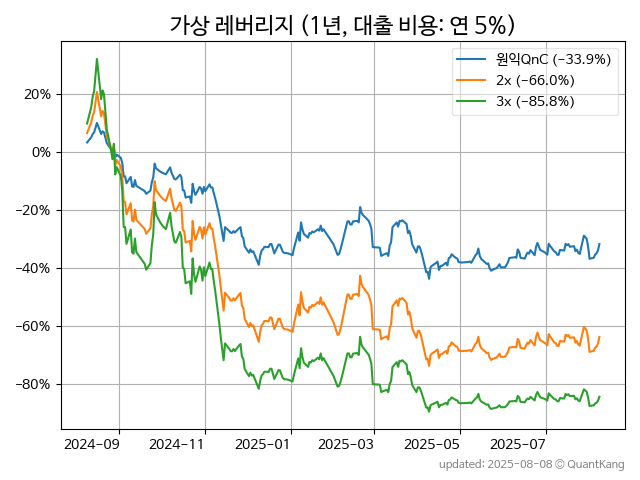 가상 레버리지 (1년, 대출 비용: 연 5%)
원익QnC (−33.9%)
2x (−66.0%)
3x (−85.8%)
20%
0%
−20%
−40%
−60%
−80%
2024-09 2024-11 2025-01 2025-03 2025-05 2025-07
updated: 2025-08-08 © QuantKang